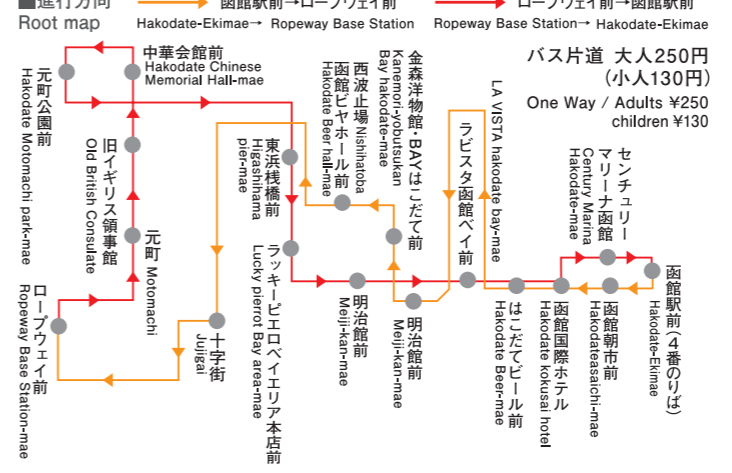 ■進行方向
Root map
函館駅前→ロープウェイ前
Hakodate-Ekimae→ Ropeway Base Station
ロープウェイ前→函館駅前
Ropeway Base Station→ Hakodate-Ekimae
バス片道 大人250円
(小人130円)
One Way / Adults ¥250
children ¥130
中華会館前
Hakodate Chinese
Memorial Hall-mae
元町公園前
Hakodate Motomachi park-mae
旧イギリス領事館
Old British Consulate
元町 Motomachi
ロープウェイ前
Ropeway Base Station-mae
十字街
Jujigai
東浜桟橋前
Higashihama
pier-mae
ラッキーピエロベイエリア本店前
Lucky pierrot Bay area-mae
西波止場 Nishihatoba
函館ビヤホール前
Hakodate Beer hall-mae
金森洋物館・BAYはこだて前
Kanemori-yobutsukan
Bay hakodate-mae
明治館前
Meiji-kan-mae
明治館前
Meiji-kan-mae
ラビスタ函館ベイ前
LA VISTA hakodate bay-mae
はこだてビール前
Hakodate Beer-mae
函館国際ホテル
Hakodate kokusai hotel
函館朝市前
Hakodateasaichi-mae
センチュリー
マリーナ函館
Century Marina
Hakodate-mae
函館駅前(4番のりば)
Hakodate-Ekimae